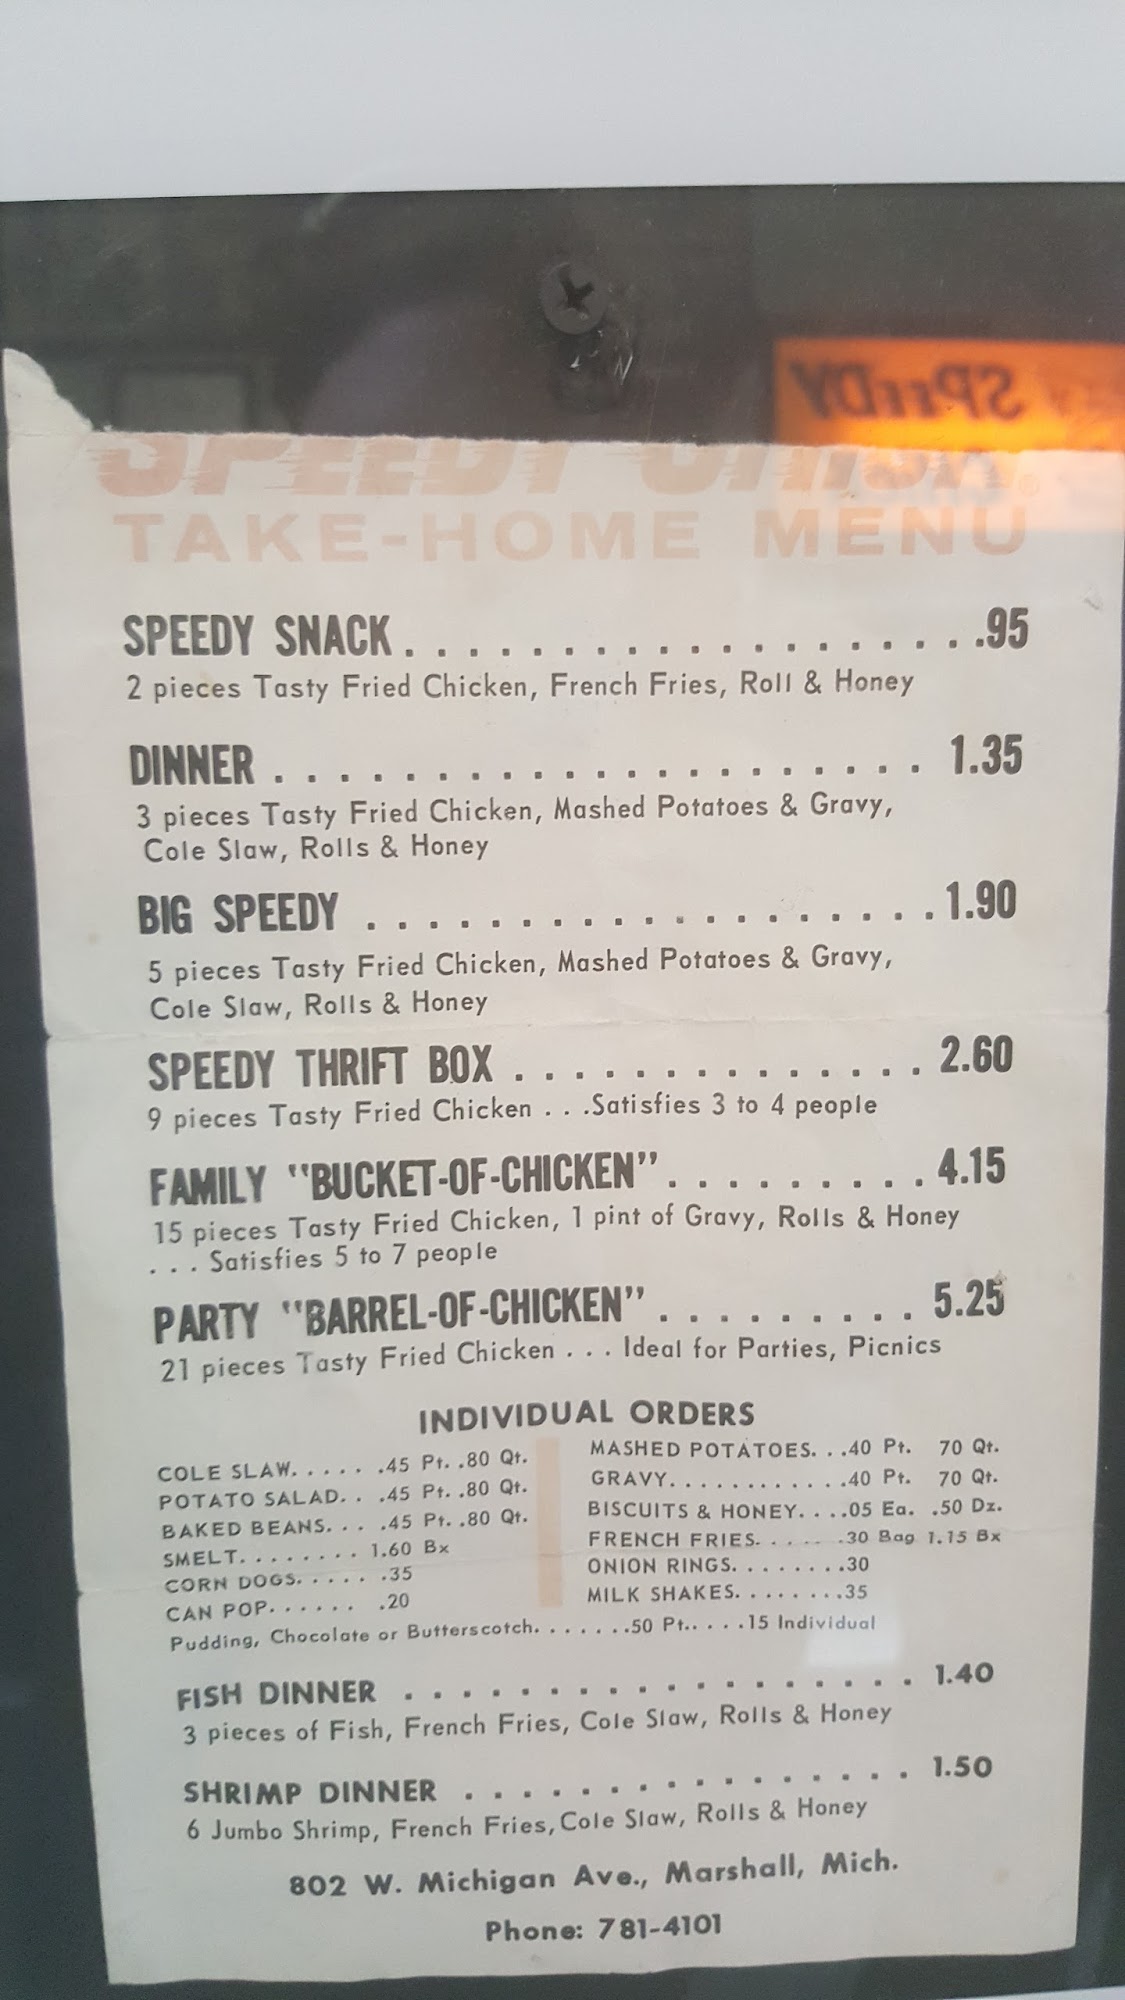 SPEEDY
SPEEDY CHICK
TAKE-HOME MENU
SPEEDY SNACK. . . . . . . . . . . . . . . . . . .95
2 pieces Tasty Fried Chicken, French Fries, Roll & Honey
DINNER . . . . . . . . . . . . . . . . . . . . . 1.35
3 pieces Tasty Fried Chicken, Mashed Potatoes & Gravy,
Cole Slaw, Rolls & Honey
BIG SPEEDY . . . . . . . . . . . . . . . . . . .1.90
5 pieces Tasty Fried Chicken, Mashed Potatoes & Gravy,
Cole Slaw, Rolls & Honey
SPEEDY THRIFT BOX . . . . . . . . . . . . . . 2.60
9 pieces Tasty Fried Chicken . . .Satisfies 3 to 4 people
FAMILY "BUCKET-OF-CHICKEN". . . . . . . . . .4.15
15 pieces Tasty Fried Chicken, 1 pint of Gravy, Rolls & Honey
. . . Satisfies 5 to 7 people
PARTY "BARREL-OF-CHICKEN". . . . . . . . . 5.25
21 pieces Tasty Fried Chicken . . . Ideal for Parties, Picnics
INDIVIDUAL ORDERS
COLE SLAW. . . . . .45 Pt. .80 Qt.
POTATO SALAD. . .45 Pt. .80 Qt.
BAKED BEANS. . . .45 Pt. .80 Qt.
SMELT. . . . . . . . 1.60 Bx
CORN DOGS. . . . . .35
CAN POP. . . . . . .20
MASHED POTATOES. . .40 Pt. 70 Qt.
GRAVY. . . . . . . . . . . .40 Pt. 70 Qt.
BISCUITS & HONEY. . . .05 Ea. .50 Dz.
FRENCH FRIES. . . . . .30 Bag 1.15 Bx
ONION RINGS. . . . . . . .30
MILK SHAKES. . . . . . . .35
Pudding, Chocolate or Butterscotch. . . . . . .50 Pt.. . . .15 Individual
FISH DINNER . . . . . . . . . . . . . . . . . . 1.40
3 pieces of Fish, French Fries, Cole Slaw, Rolls & Honey
SHRIMP DINNER . . . . . . . . . . . . . . . . 1.50
6 Jumbo Shrimp, French Fries, Cole Slaw, Rolls & Honey
802 W. Michigan Ave., Marshall, Mich.
Phone: 781-4101